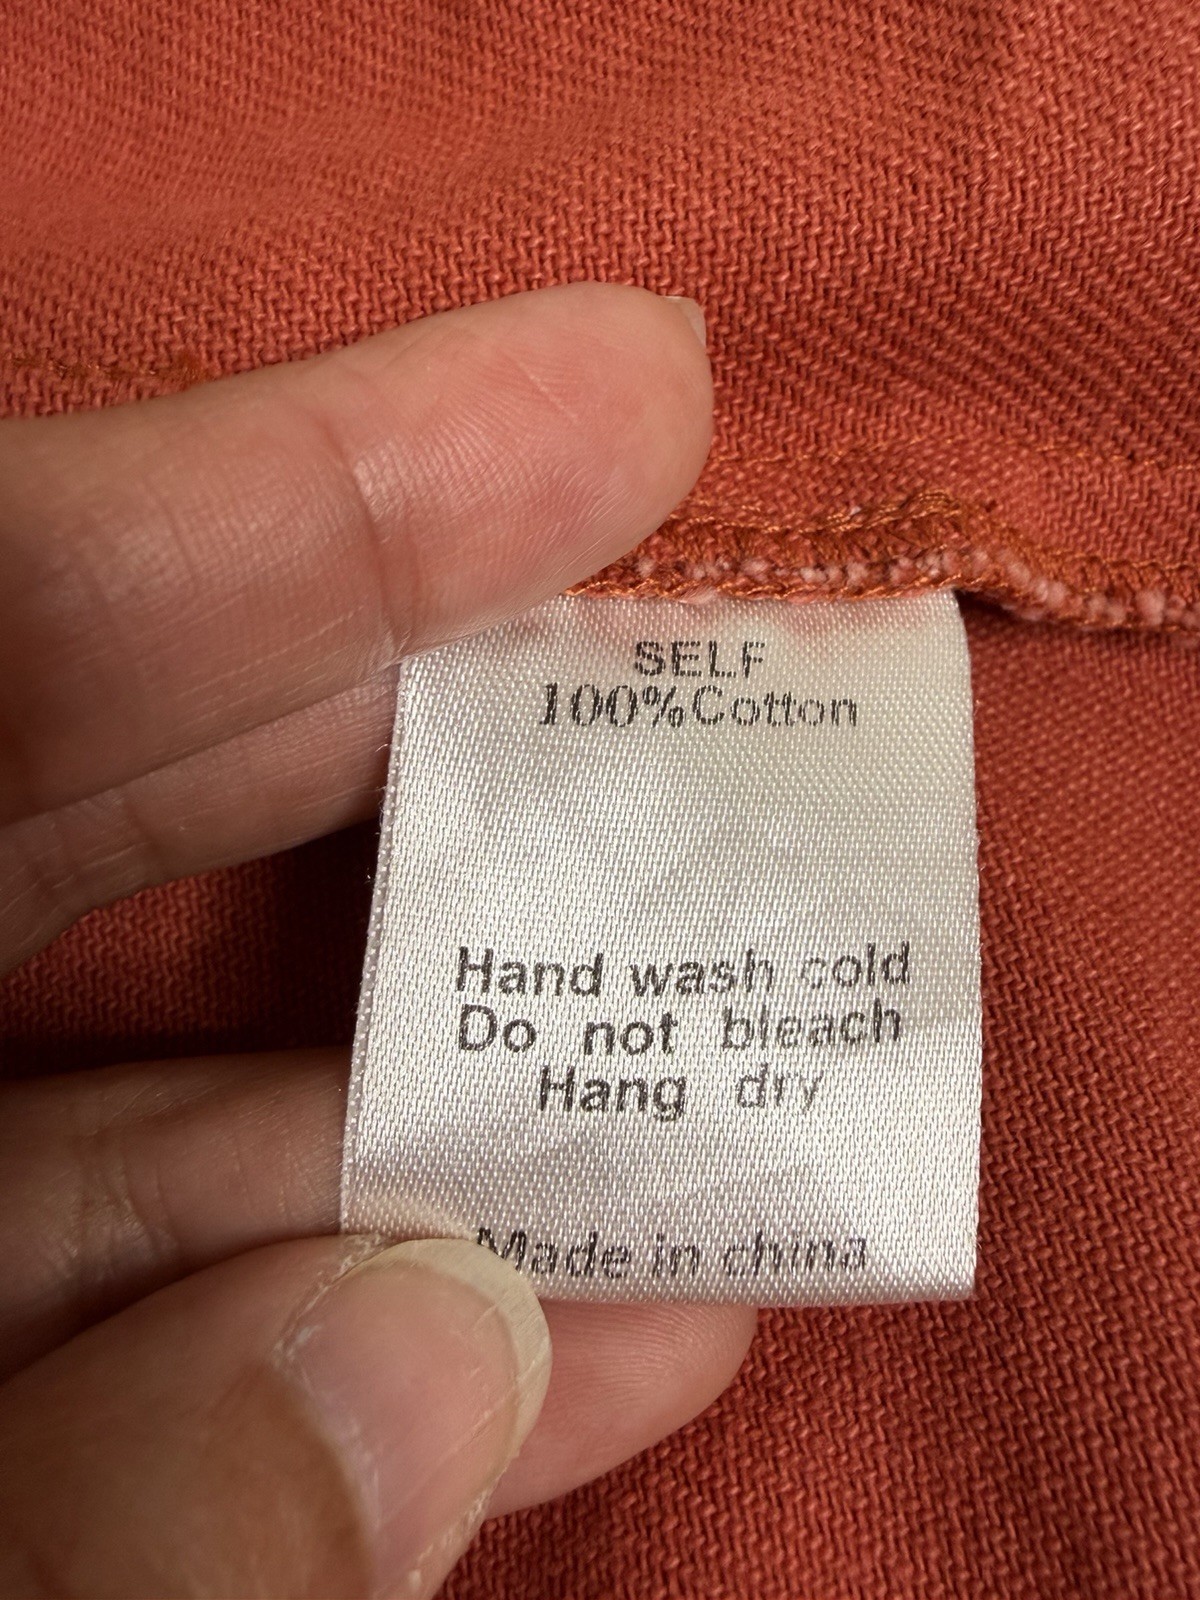 SELF
100%Cotton
Hand wash cold
Do not bleach
Hang dry
Made in china